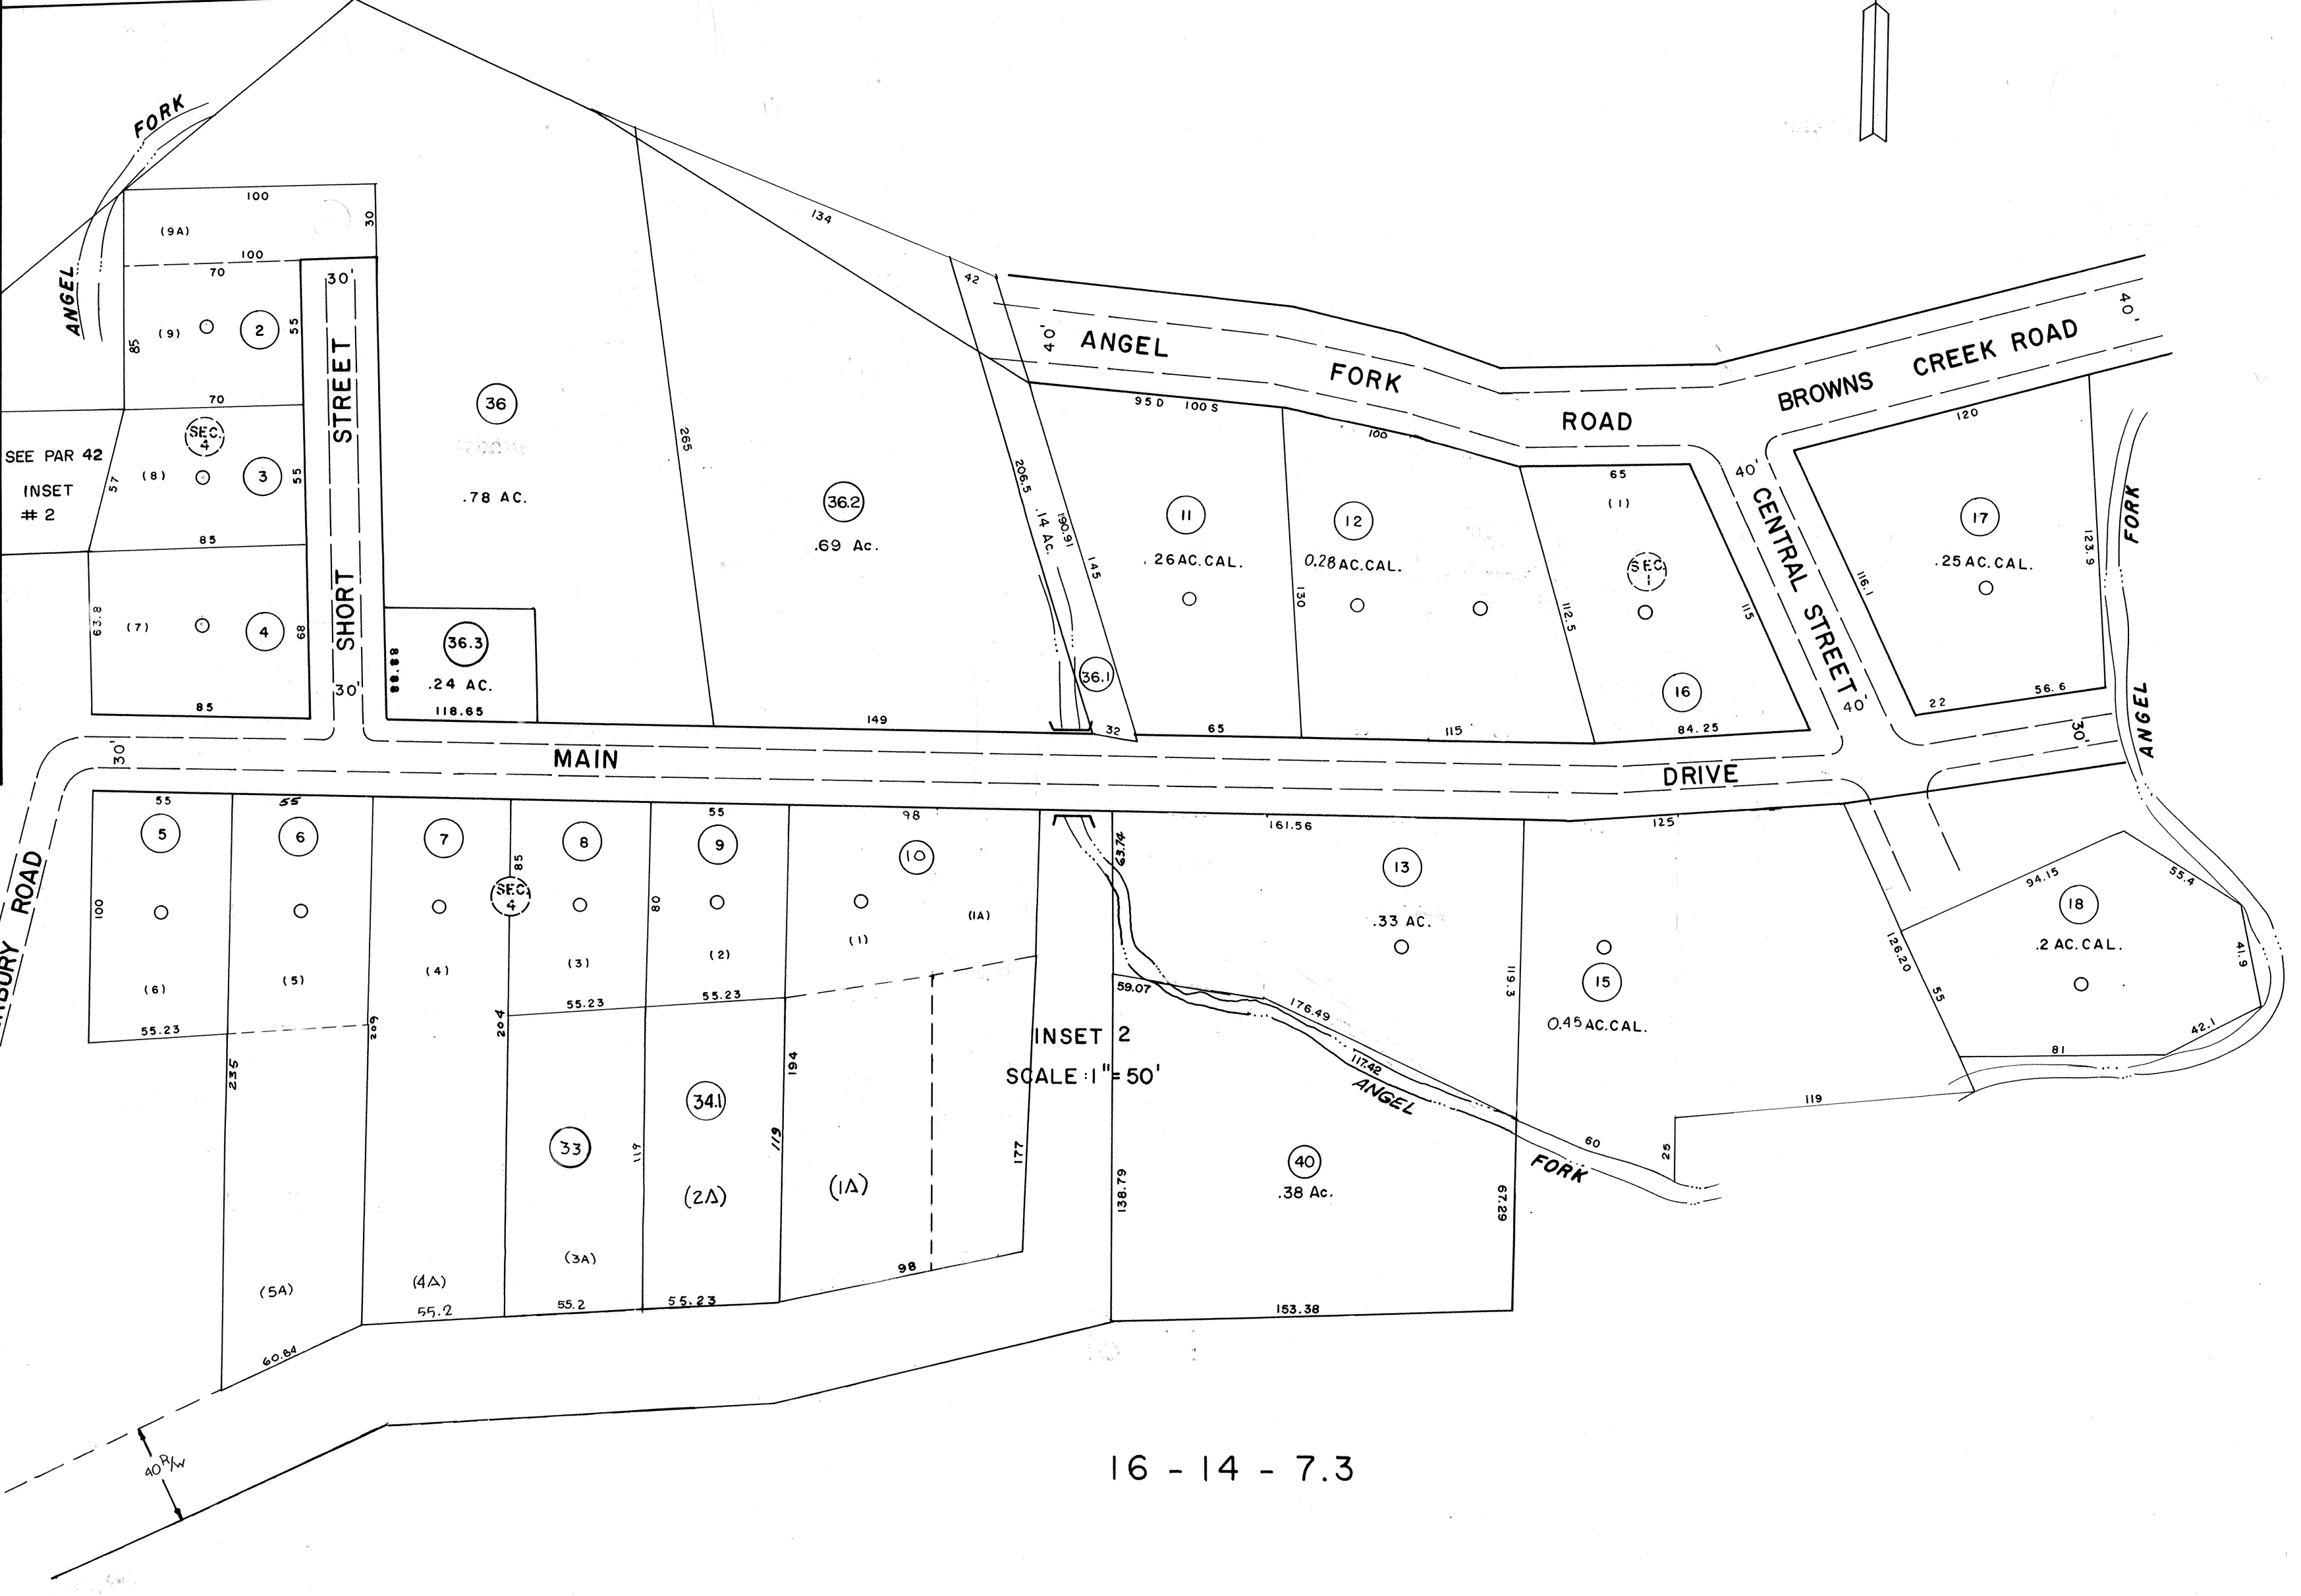 FORK
ANGEL
100
30
(9A)
100
70
(9)
2
55
85
70
30'
STREET
SHORT
30'
SEE PAR 42
INSET
# 2
57
SEC.
4
(8)
3
55
85
63.8
(7)
4
68
85
36
.78 AC.
36.3
.24 AC.
88.88
118.65
265
134
36.2
.69 Ac.
149
42
206.5
.14 Ac.
190.91
145
36.1
32
40'
ANGEL
FORK
ROAD
95 D 100 S
100
11
.26 AC.CAL.
65
130
12
0.28 AC.CAL.
115
112.5
65
(1)
SEC.
1
16
84.25
115
BROWNS CREEK ROAD
40'
40'
CENTRAL STREET
40'
120
17
.25 AC.CAL.
116.1
123.9
22
56.6
30'
FORK
ANGEL
30'
MAIN
DRIVE
ROAD
BURY
55
5
100
(6)
55.23
55
6
(5)
235
(5A)
60.84
7
(4)
209
(4A)
55.2
85
SEC.
4
8
(3)
55.23
204
33
119
(3A)
55.2
55
9
80
(2)
55.23
34.1
(2A)
194
119
55.23
98
10
(1)
(1A)
(1A)
98
177
INSET 2
SCALE : 1" = 50'
63.74
161.56
13
.33 AC.
59.07
176.49
117.42
ANGEL
FORK
119.3
40
.38 Ac.
138.79
67.29
153.38
125
15
0.45 AC.CAL.
126.20
55
60
25
119
94.15
55.4
18
.2 AC.CAL.
41.9
42.1
81
40 R/W
16 - 14 - 7.3